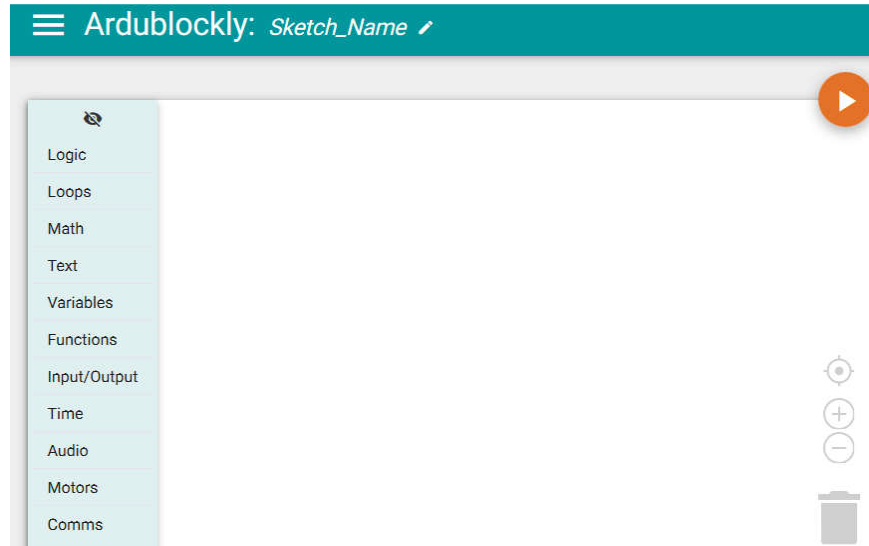 Ardublockly: Sketch_Name
Logic
Loops
Math
Text
Variables
Functions
Input/Output
Time
Audio
Motors
Comms